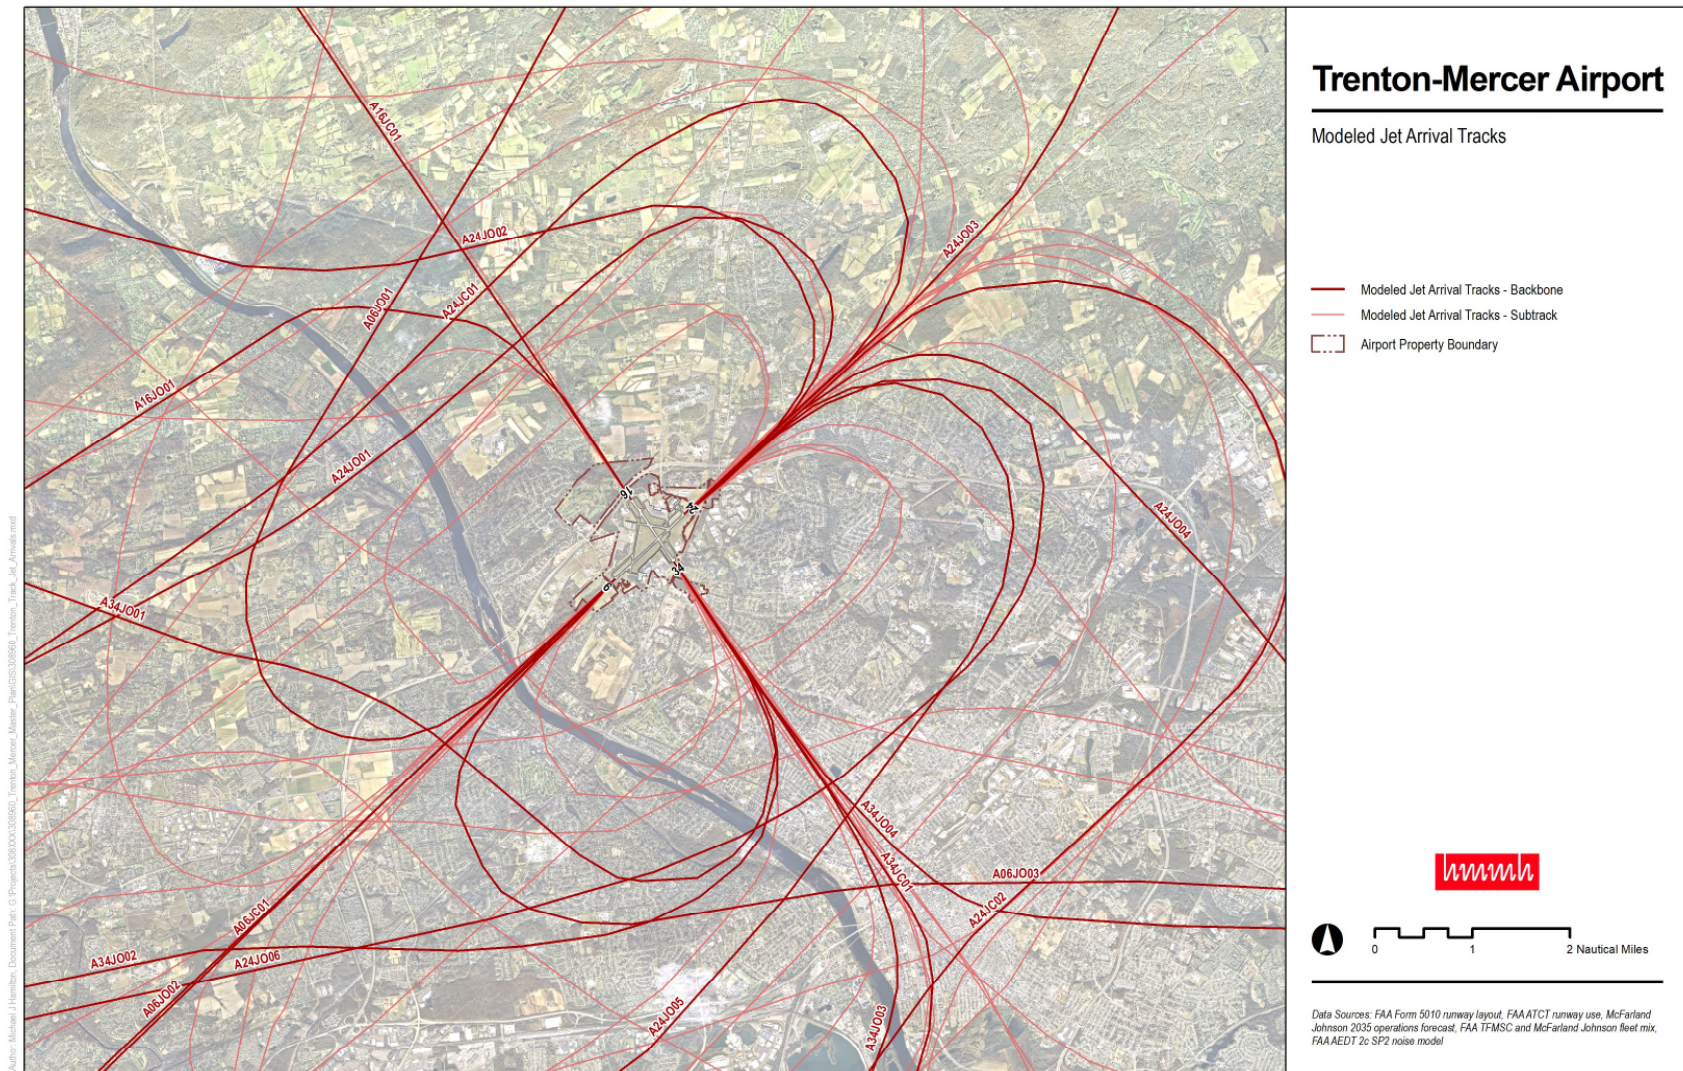 Trenton-Mercer Airport
Modeled Jet Arrival Tracks
Modeled Jet Arrival Tracks - Backbone
Modeled Jet Arrival Tracks - Subtrack
Airport Property Boundary
hmmh
0 1 2 Nautical Miles
Data Sources: FAA Form 5010 runway layout, FAA ATCT runway use, McFarland
Johnson 2035 operations forecast, FAA TFMSC and McFarland Johnson fleet mix,
FAA AEDT 2c SP2 noise model
A16JC01
A24JO02
A06JO01
A24JC01
A24JO03
A16JO01
A24JO01
A24JO04
A34JO01
16
24
34
6
A34JO04
A34JC01
A06JO03
A24JC02
A06JC01
A34JO02
A24JO06
A06JO02
A24JO05
A34JO03